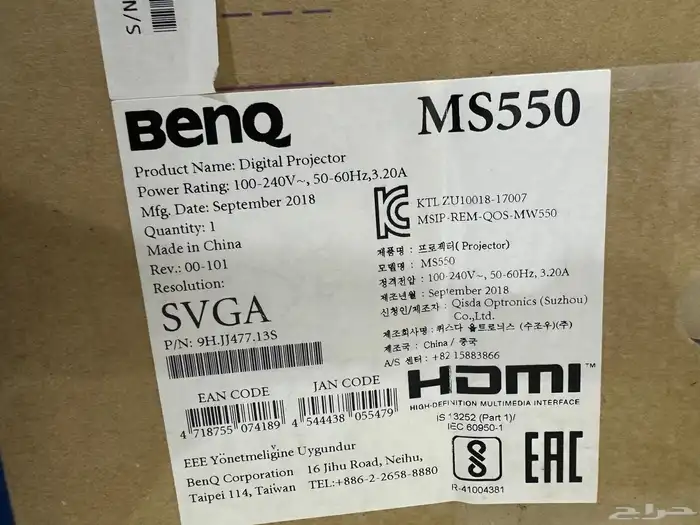 N/S
BenQ
MS550
Product Name: Digital Projector
Power Rating: 100-240V~, 50-60Hz,3.20A
Mfg. Date: September 2018
Quantity: 1
Made in China
Rev.: 00-101
Resolution:
SVGA
P/N: 9H.JJ477.13S
KTL ZU10018-17007
MSIP-REM-QOS-MW550
제품명 : 프로젝터( Projector)
모델명 : MS550
정격전압 : 100-240V~, 50-60Hz, 3.20A
제조년월 : September 2018
신청인/제조자 : Qisda Optronics (Suzhou)
Co.,Ltd.
제조회사명 : 퀴스다 옵트로닉스 (수조우)(주)
제조국 : China / 중국
A/S 센터 : +82 15883866
EAN CODE
4 718755 074189
JAN CODE
4 544438 055479
HDMI™
HIGH-DEFINITION MULTIMEDIA INTERFACE
IS 13252 (Part 1)/
IEC 60950-1
R-41004381
EAC
EEE Yönetmeliğine Uygundur
BenQ Corporation 16 Jihu Road, Neihu,
Taipei 114, Taiwan TEL:+886-2-2658-8880
حراج